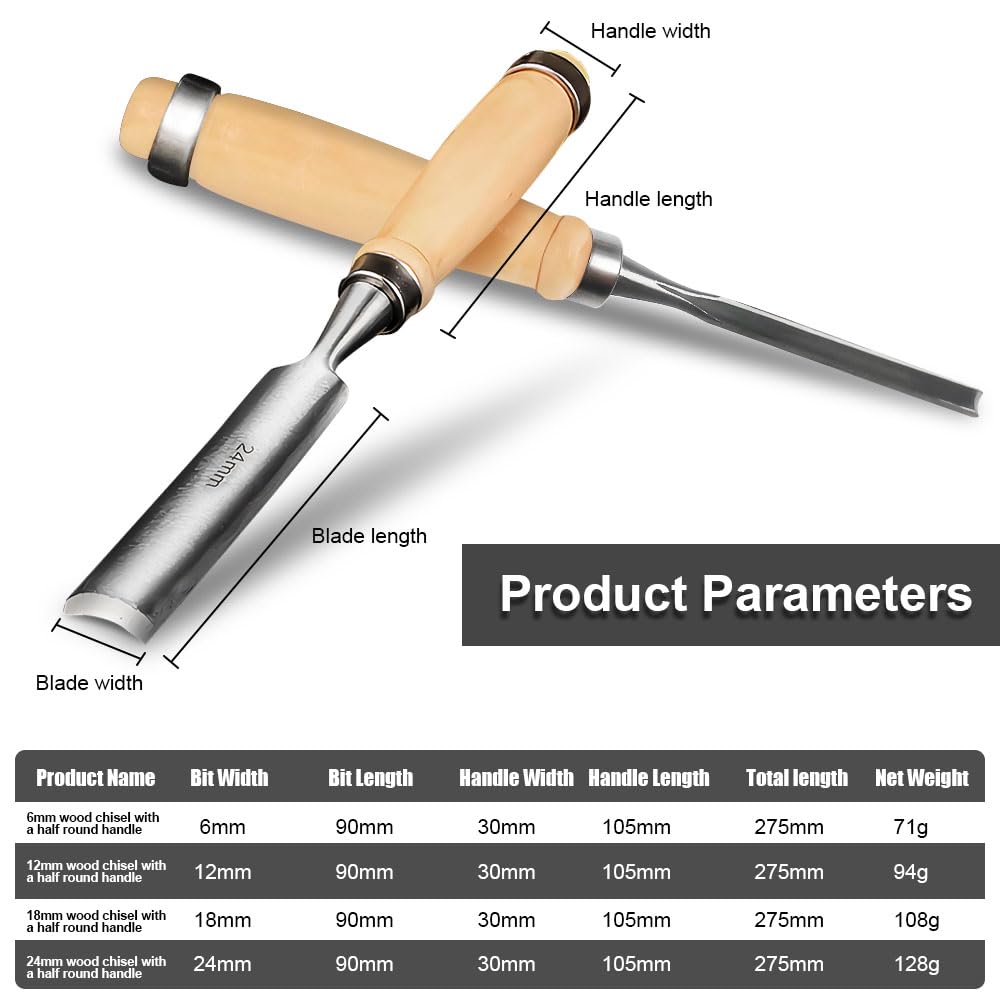 Handle width
Handle length
24mm
Blade length
Product Parameters
Blade width
Product Name Bit Width Bit Length Handle Width Handle Length Total length Net Weight
6mm wood chisel with
a half round handle 6mm 90mm 30mm 105mm 275mm 71g
12mm wood chisel with
a half round handle 12mm 90mm 30mm 105mm 275mm 94g
18mm wood chisel with
a half round handle 18mm 90mm 30mm 105mm 275mm 108g
24mm wood chisel with
a half round handle 24mm 90mm 30mm 105mm 275mm 128g